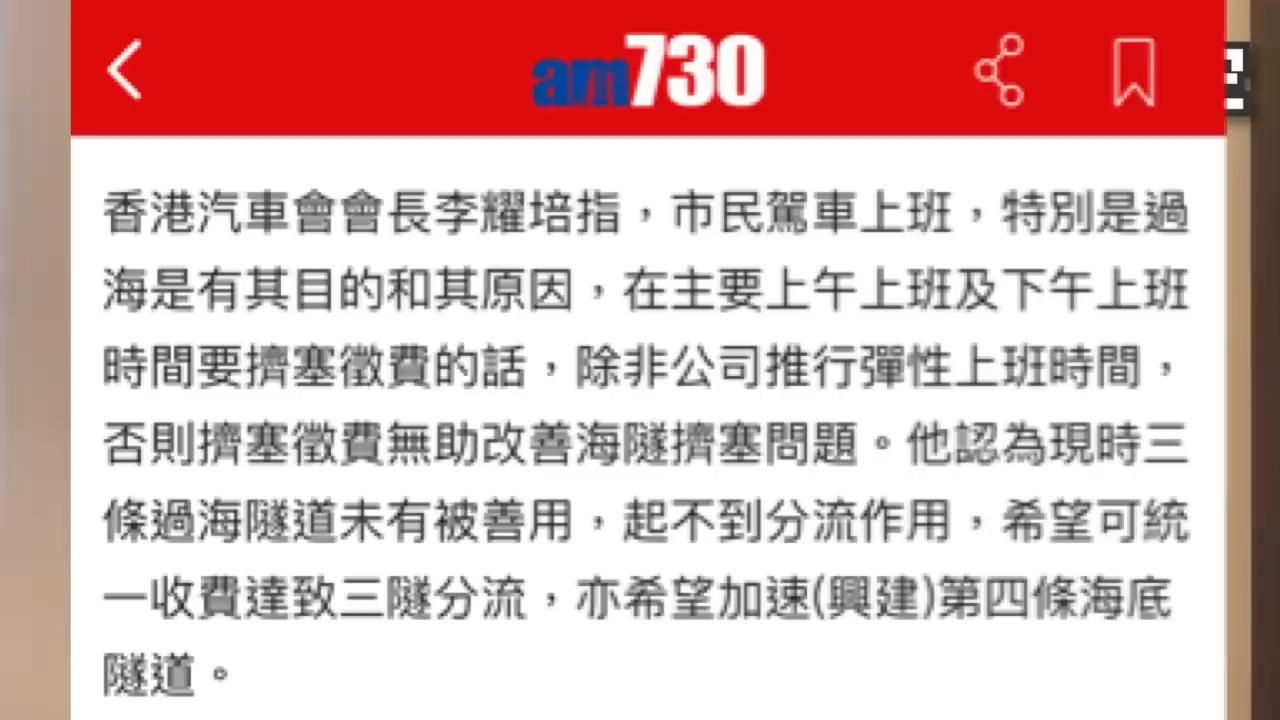 am730
香港汽車會會長李耀培指，市民駕車上班，特別是過
海是有其目的和其原因，在主要上午上班及下午上班
時間要擠塞徵費的話，除非公司推行彈性上班時間，
否則擠塞徵費無助改善海隧擠塞問題。他認為現時三
條過海隧道未有被善用，起不到分流作用，希望可統
一收費達致三隧分流，亦希望加速(興建)第四條海底
隧道。